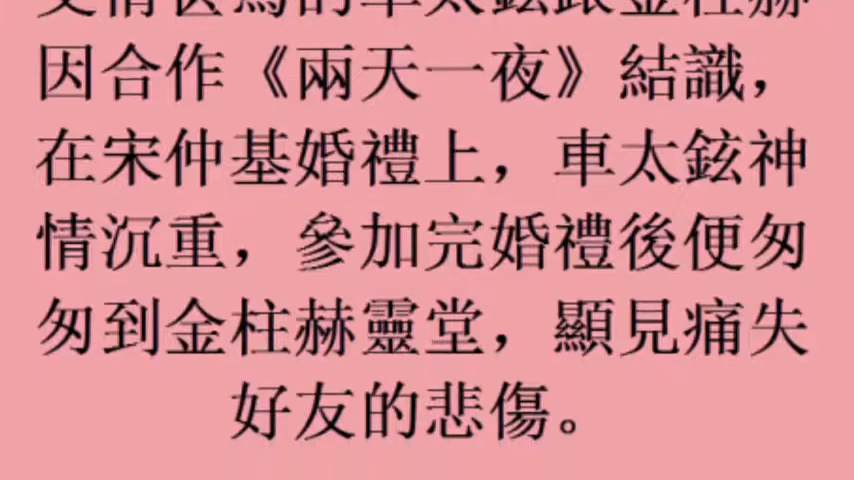 因合作《兩天一夜》結識，
在宋仲基婚禮上，車太鉉神
情沉重，參加完婚禮後便匆
匆到金柱赫靈堂，顯見痛失
好友的悲傷。